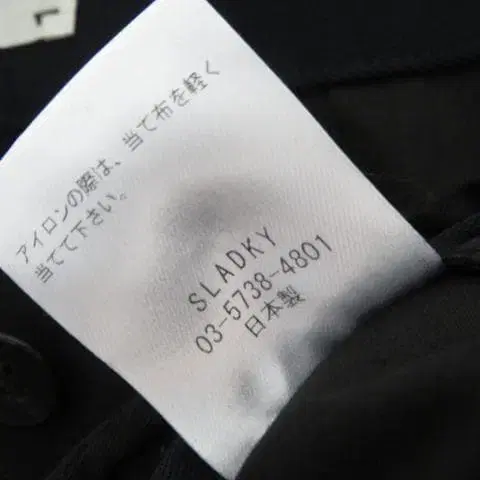 L
アイロンの際は、当て布を軽く
当てて下さい。
SLADKY
03-5738-4801
日本製